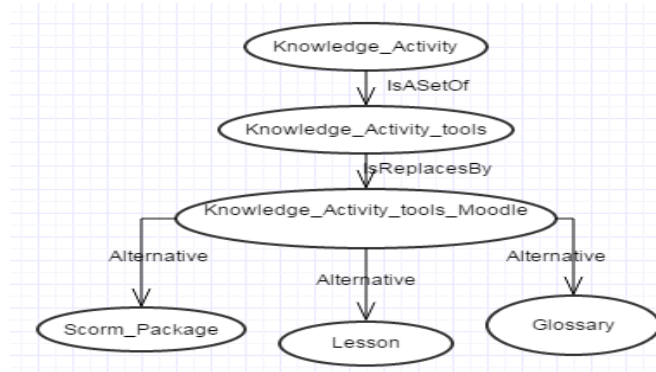 Knowledge_Activity
IsASetOf
Knowledge_Activity_tools
IsReplacesBy
Knowledge_Activity_tools_Moodle
Alternative
Alternative
Alternative
Scorm_Package
Lesson
Glossary